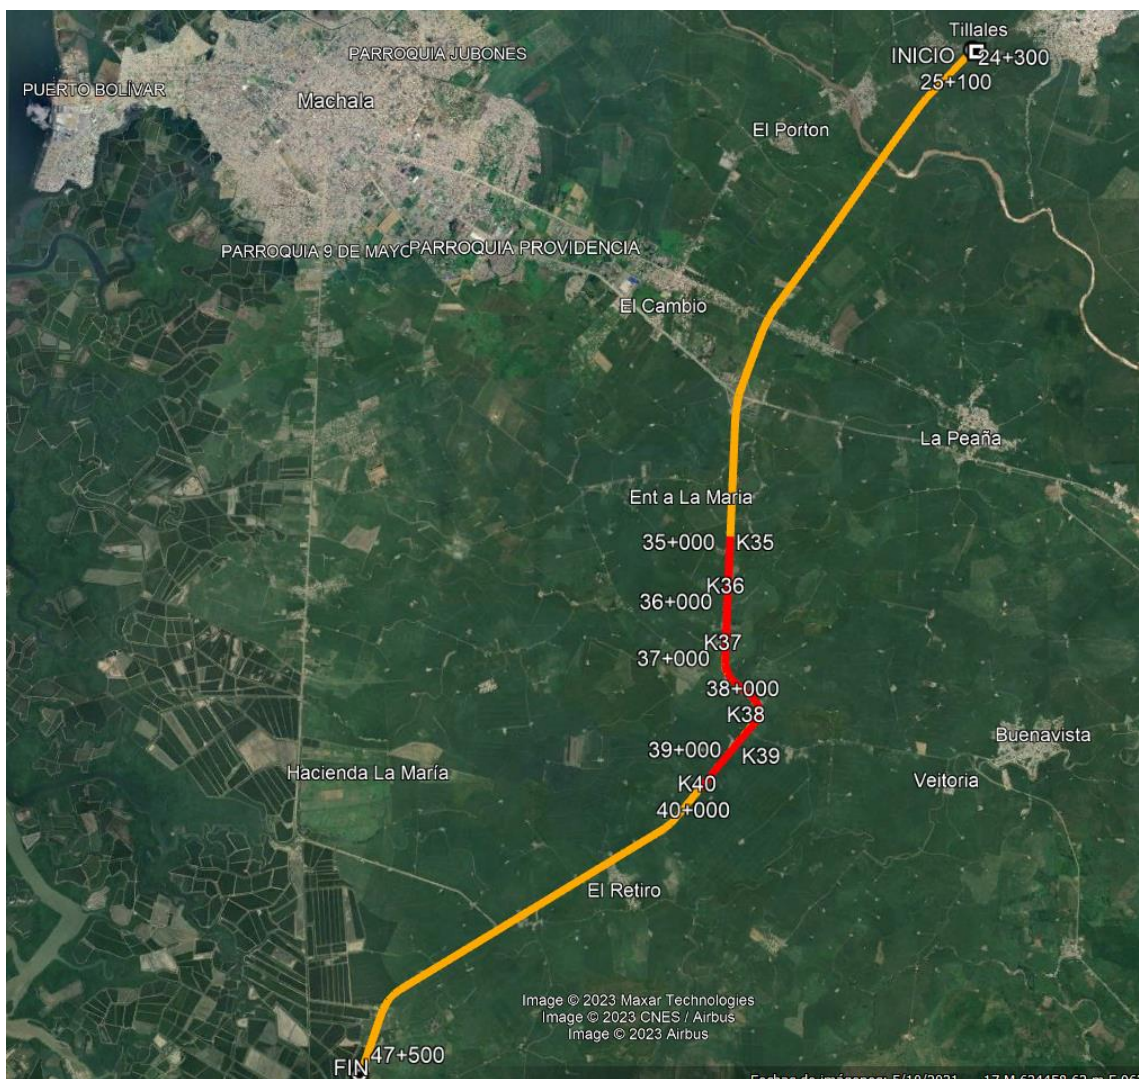 Tillales
INICIO
24+300
25+100
PARROQUIA JUBONES
PUERTO BOLÍVAR
Machala
El Porton
PARROQUIA 9 DE MAYO
PARROQUIA PROVIDENCIA
El Cambio
La Peaña
Ent a La Maria
35+000
K35
K36
36+000
K37
37+000
38+000
K38
39+000
K39
Buenavista
Hacienda La María
Veitoria
K40
40+000
El Retiro
Image © 2023 Maxar Technologies
Image © 2023 CNES / Airbus
Image © 2023 Airbus
47+500
FIN